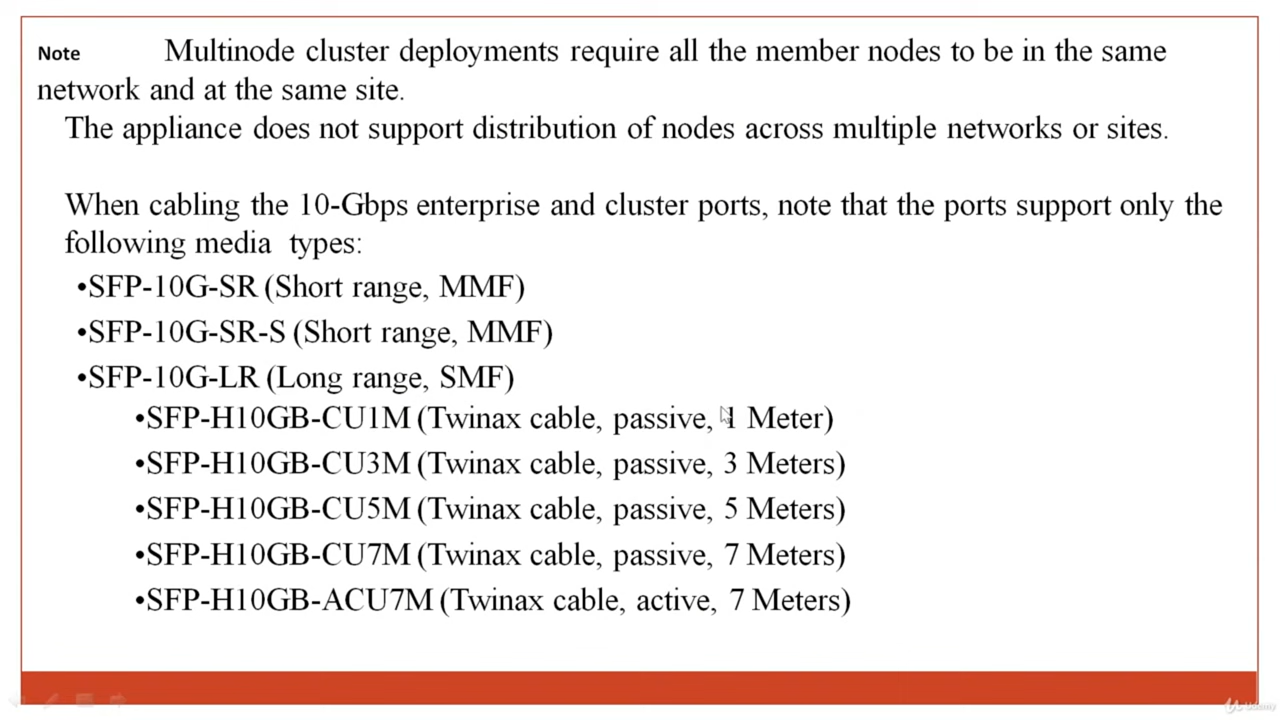 Note Multinode cluster deployments require all the member nodes to be in the same
network and at the same site.
The appliance does not support distribution of nodes across multiple networks or sites.
When cabling the 10-Gbps enterprise and cluster ports, note that the ports support only the
following media types:
•SFP-10G-SR (Short range, MMF)
•SFP-10G-SR-S (Short range, MMF)
•SFP-10G-LR (Long range, SMF)
•SFP-H10GB-CU1M (Twinax cable, passive, 1 Meter)
•SFP-H10GB-CU3M (Twinax cable, passive, 3 Meters)
•SFP-H10GB-CU5M (Twinax cable, passive, 5 Meters)
•SFP-H10GB-CU7M (Twinax cable, passive, 7 Meters)
•SFP-H10GB-ACU7M (Twinax cable, active, 7 Meters)
Udemy